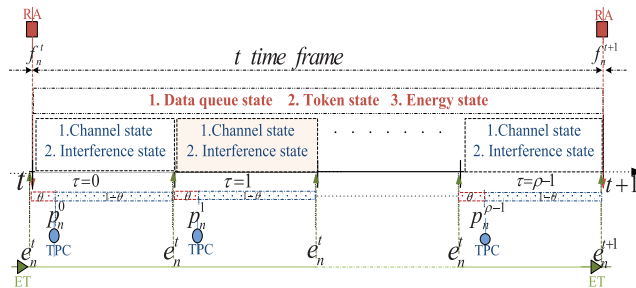 RA RA
f_n^t f_n^{t+1}
t time frame
1. Data queue state 2. Token state 3. Energy state
1.Channel state 1.Channel state . . . . . . . 1.Channel state
2. Interference state 2. Interference state 2. Interference state
t τ=0 τ=1 τ=ρ-1 t+1
θ 1-θ θ 1-θ θ 1-θ
p_n^0 p_n^1 p_n^{ρ-1}
e_n^t TPC e_n^t TPC e_n^t e_n^t TPC e_n^{t+1}
ET ET